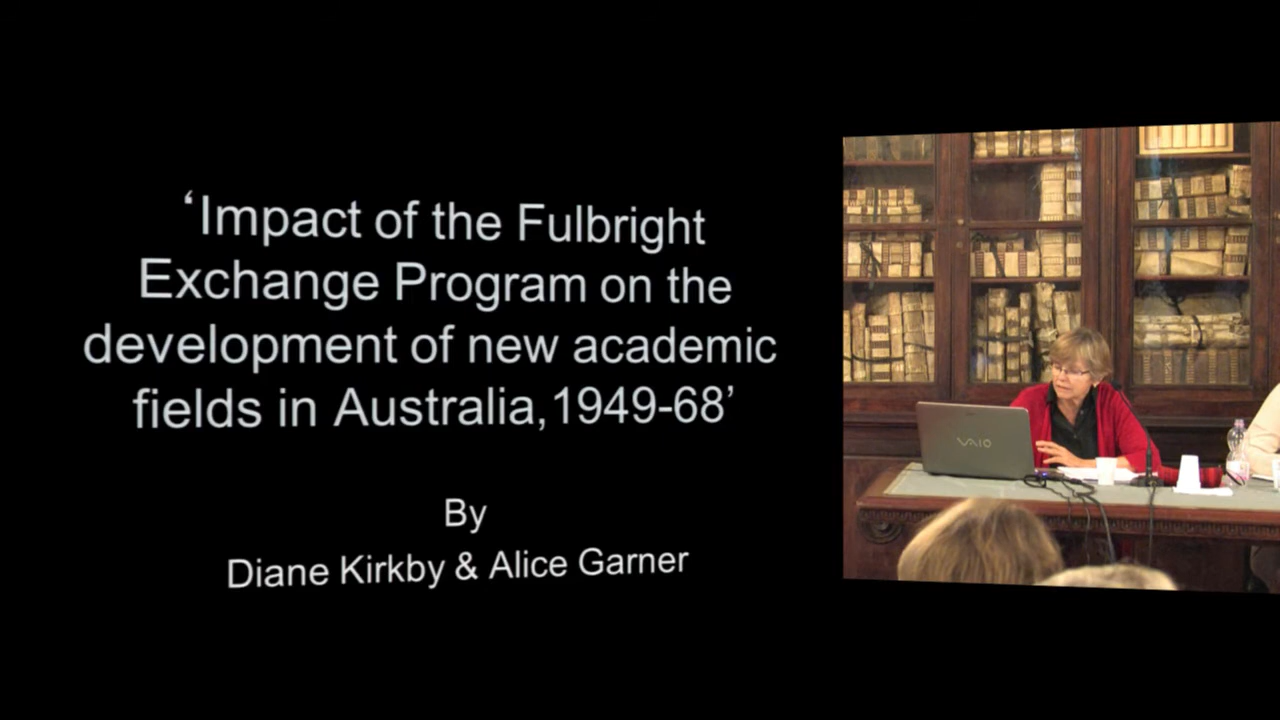 ‘Impact of the Fulbright
Exchange Program on the
development of new academic
fields in Australia,1949-68’
By
Diane Kirkby & Alice Garner
VAIO